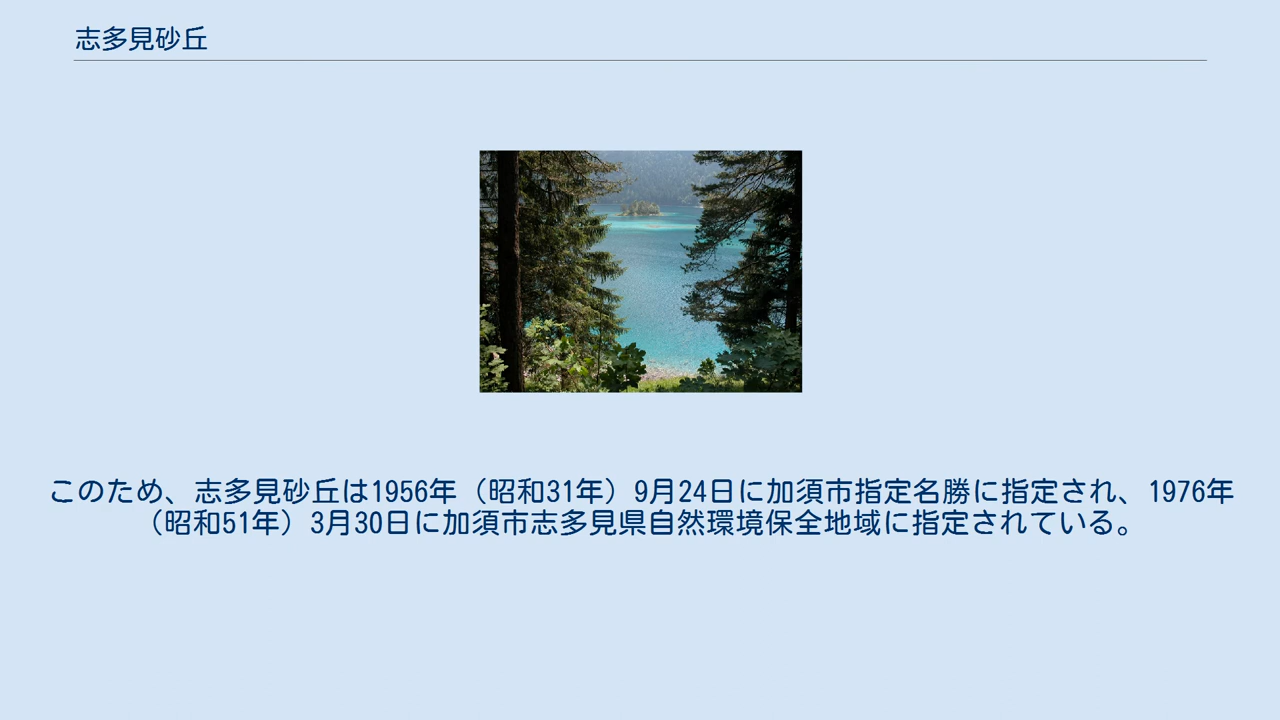 志多見砂丘
このため、志多見砂丘は1956年（昭和31年）9月24日に加須市指定名勝に指定され、1976年
（昭和51年）3月30日に加須市志多見県自然環境保全地域に指定されている。